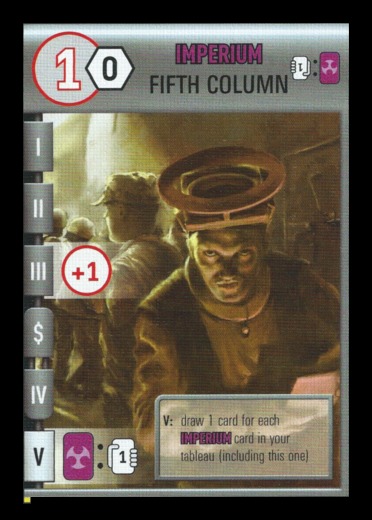 1 0 IMPERIUM 1 :
FIFTH COLUMN
I
II
III +1
$
IV
V : 1
V: draw 1 card for each
IMPERIUM card in your
tableau (including this one)